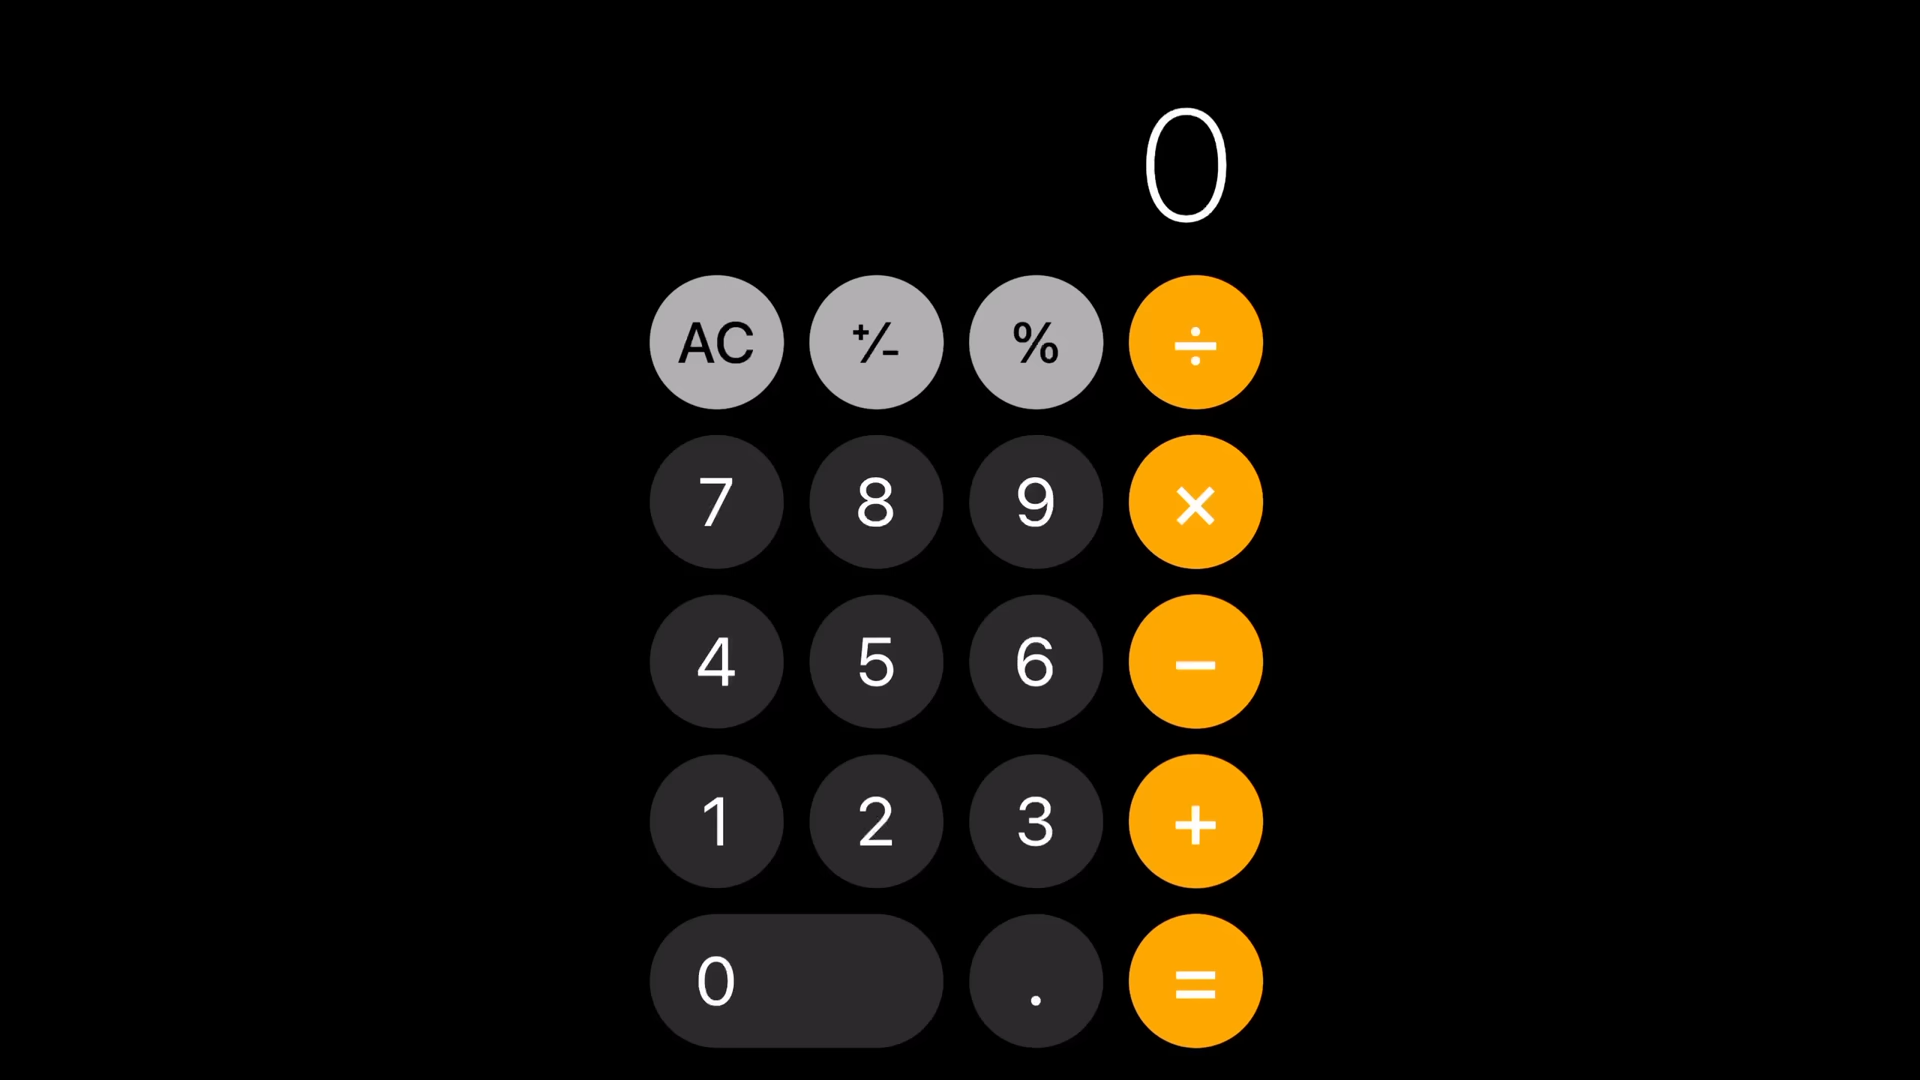 0
AC ⁺⁄₋ % ÷
7 8 9 ×
4 5 6 −
1 2 3 +
0 . =